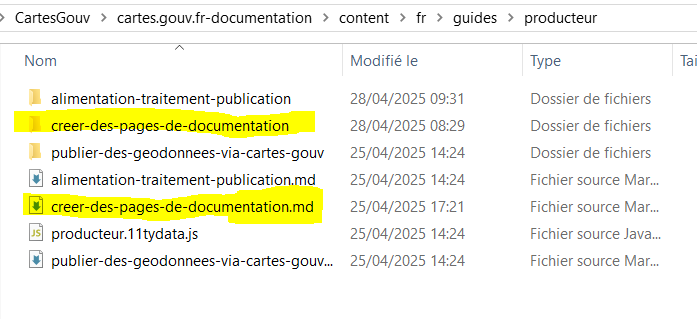 CartesGouv > cartes.gouv.fr-documentation > content > fr > guides > producteur
Nom Modifié le Type Tai
alimentation-traitement-publication 28/04/2025 09:31 Dossier de fichiers
creer-des-pages-de-documentation 28/04/2025 08:29 Dossier de fichiers
publier-des-geodonnees-via-cartes-gouv 25/04/2025 14:24 Dossier de fichiers
alimentation-traitement-publication.md 25/04/2025 14:24 Fichier source Mar...
creer-des-pages-de-documentation.md 25/04/2025 17:21 Fichier source Mar...
JS producteur.11tydata.js 25/04/2025 14:24 Fichier source Java...
publier-des-geodonnees-via-cartes-gouv... 25/04/2025 14:24 Fichier source Mar...